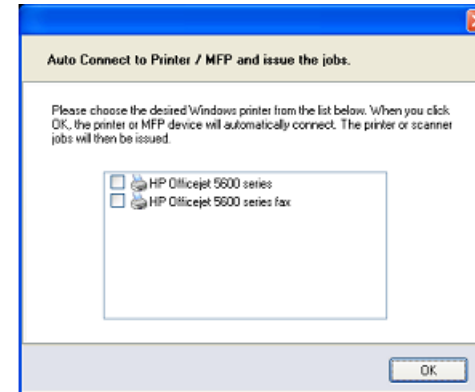 Auto Connect to Printer / MFP and issue the jobs.
Please choose the desired Windows printer from the list below. When you click
OK, the printer or MFP device will automatically connect. The printer or scanner
jobs will then be issued.
HP Officejet 5600 series
HP Officejet 5600 series fax
OK